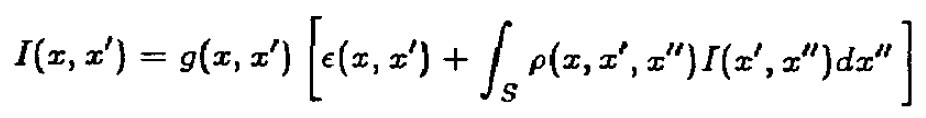 I(x, x') = g(x, x') [ϵ(x, x') + ∫_S ρ(x, x', x'')I(x', x'')dx'']